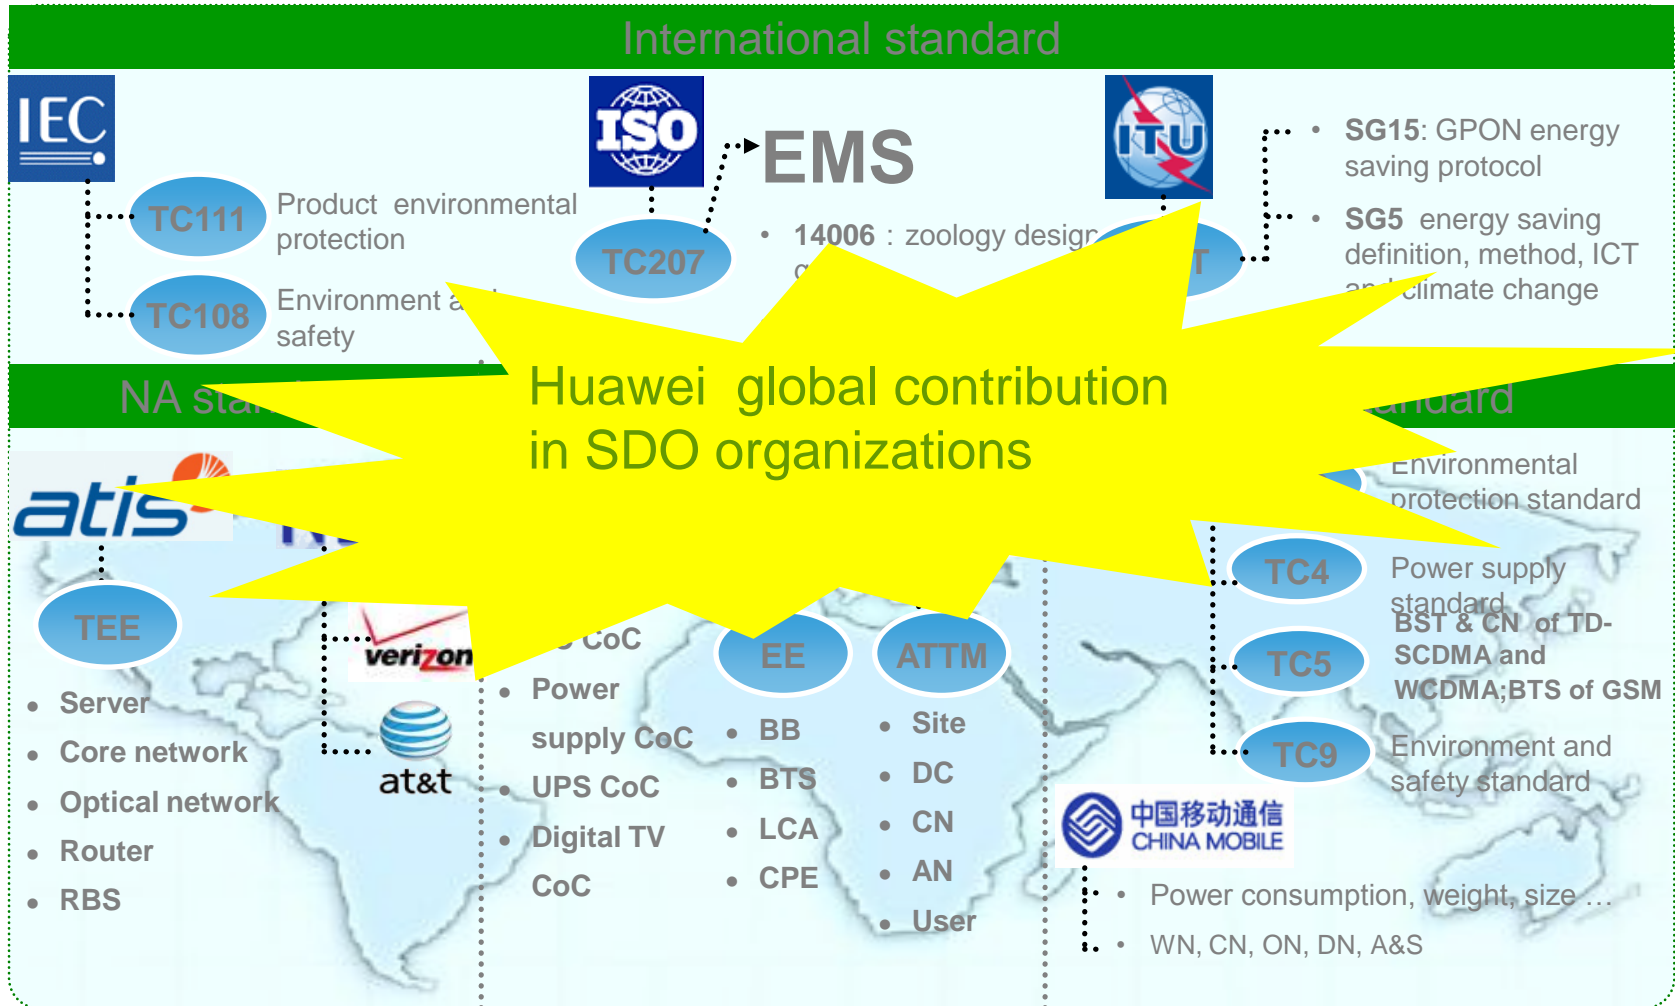 International standard
IEC
TC111
Product environmental
protection
TC108
Environment
safety
ISO
TC207
EMS
14006 : zoology design
ITU
T
SG15: GPON energy
saving protocol
SG5 energy saving
definition, method, ICT
and climate change
Huawei global contribution
in SDO organizations
NA
atis
TEE
Server
Core network
Optical network
Router
RBS
verizon
at&t
CoC
Power
supply CoC
UPS CoC
Digital TV
CoC
EE
BB
BTS
LCA
CPE
ATTM
Site
DC
CN
AN
User
standard
Environmental
protection standard
TC4
Power supply
standard
TC5
BST & CN of TD-
SCDMA and
WCDMA;BTS of GSM
TC9
Environment and
safety standard
中国移动通信
CHINA MOBILE
Power consumption, weight, size …
WN, CN, ON, DN, A&S